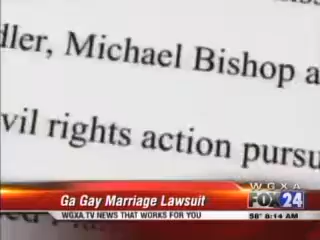 dler, Michael Bishop a
vil rights action pursu
Ga Gay Marriage Lawsuit
WGXA.TV NEWS THAT WORKS FOR YOU
WGXA
FOX 24
58° 8:14 AM